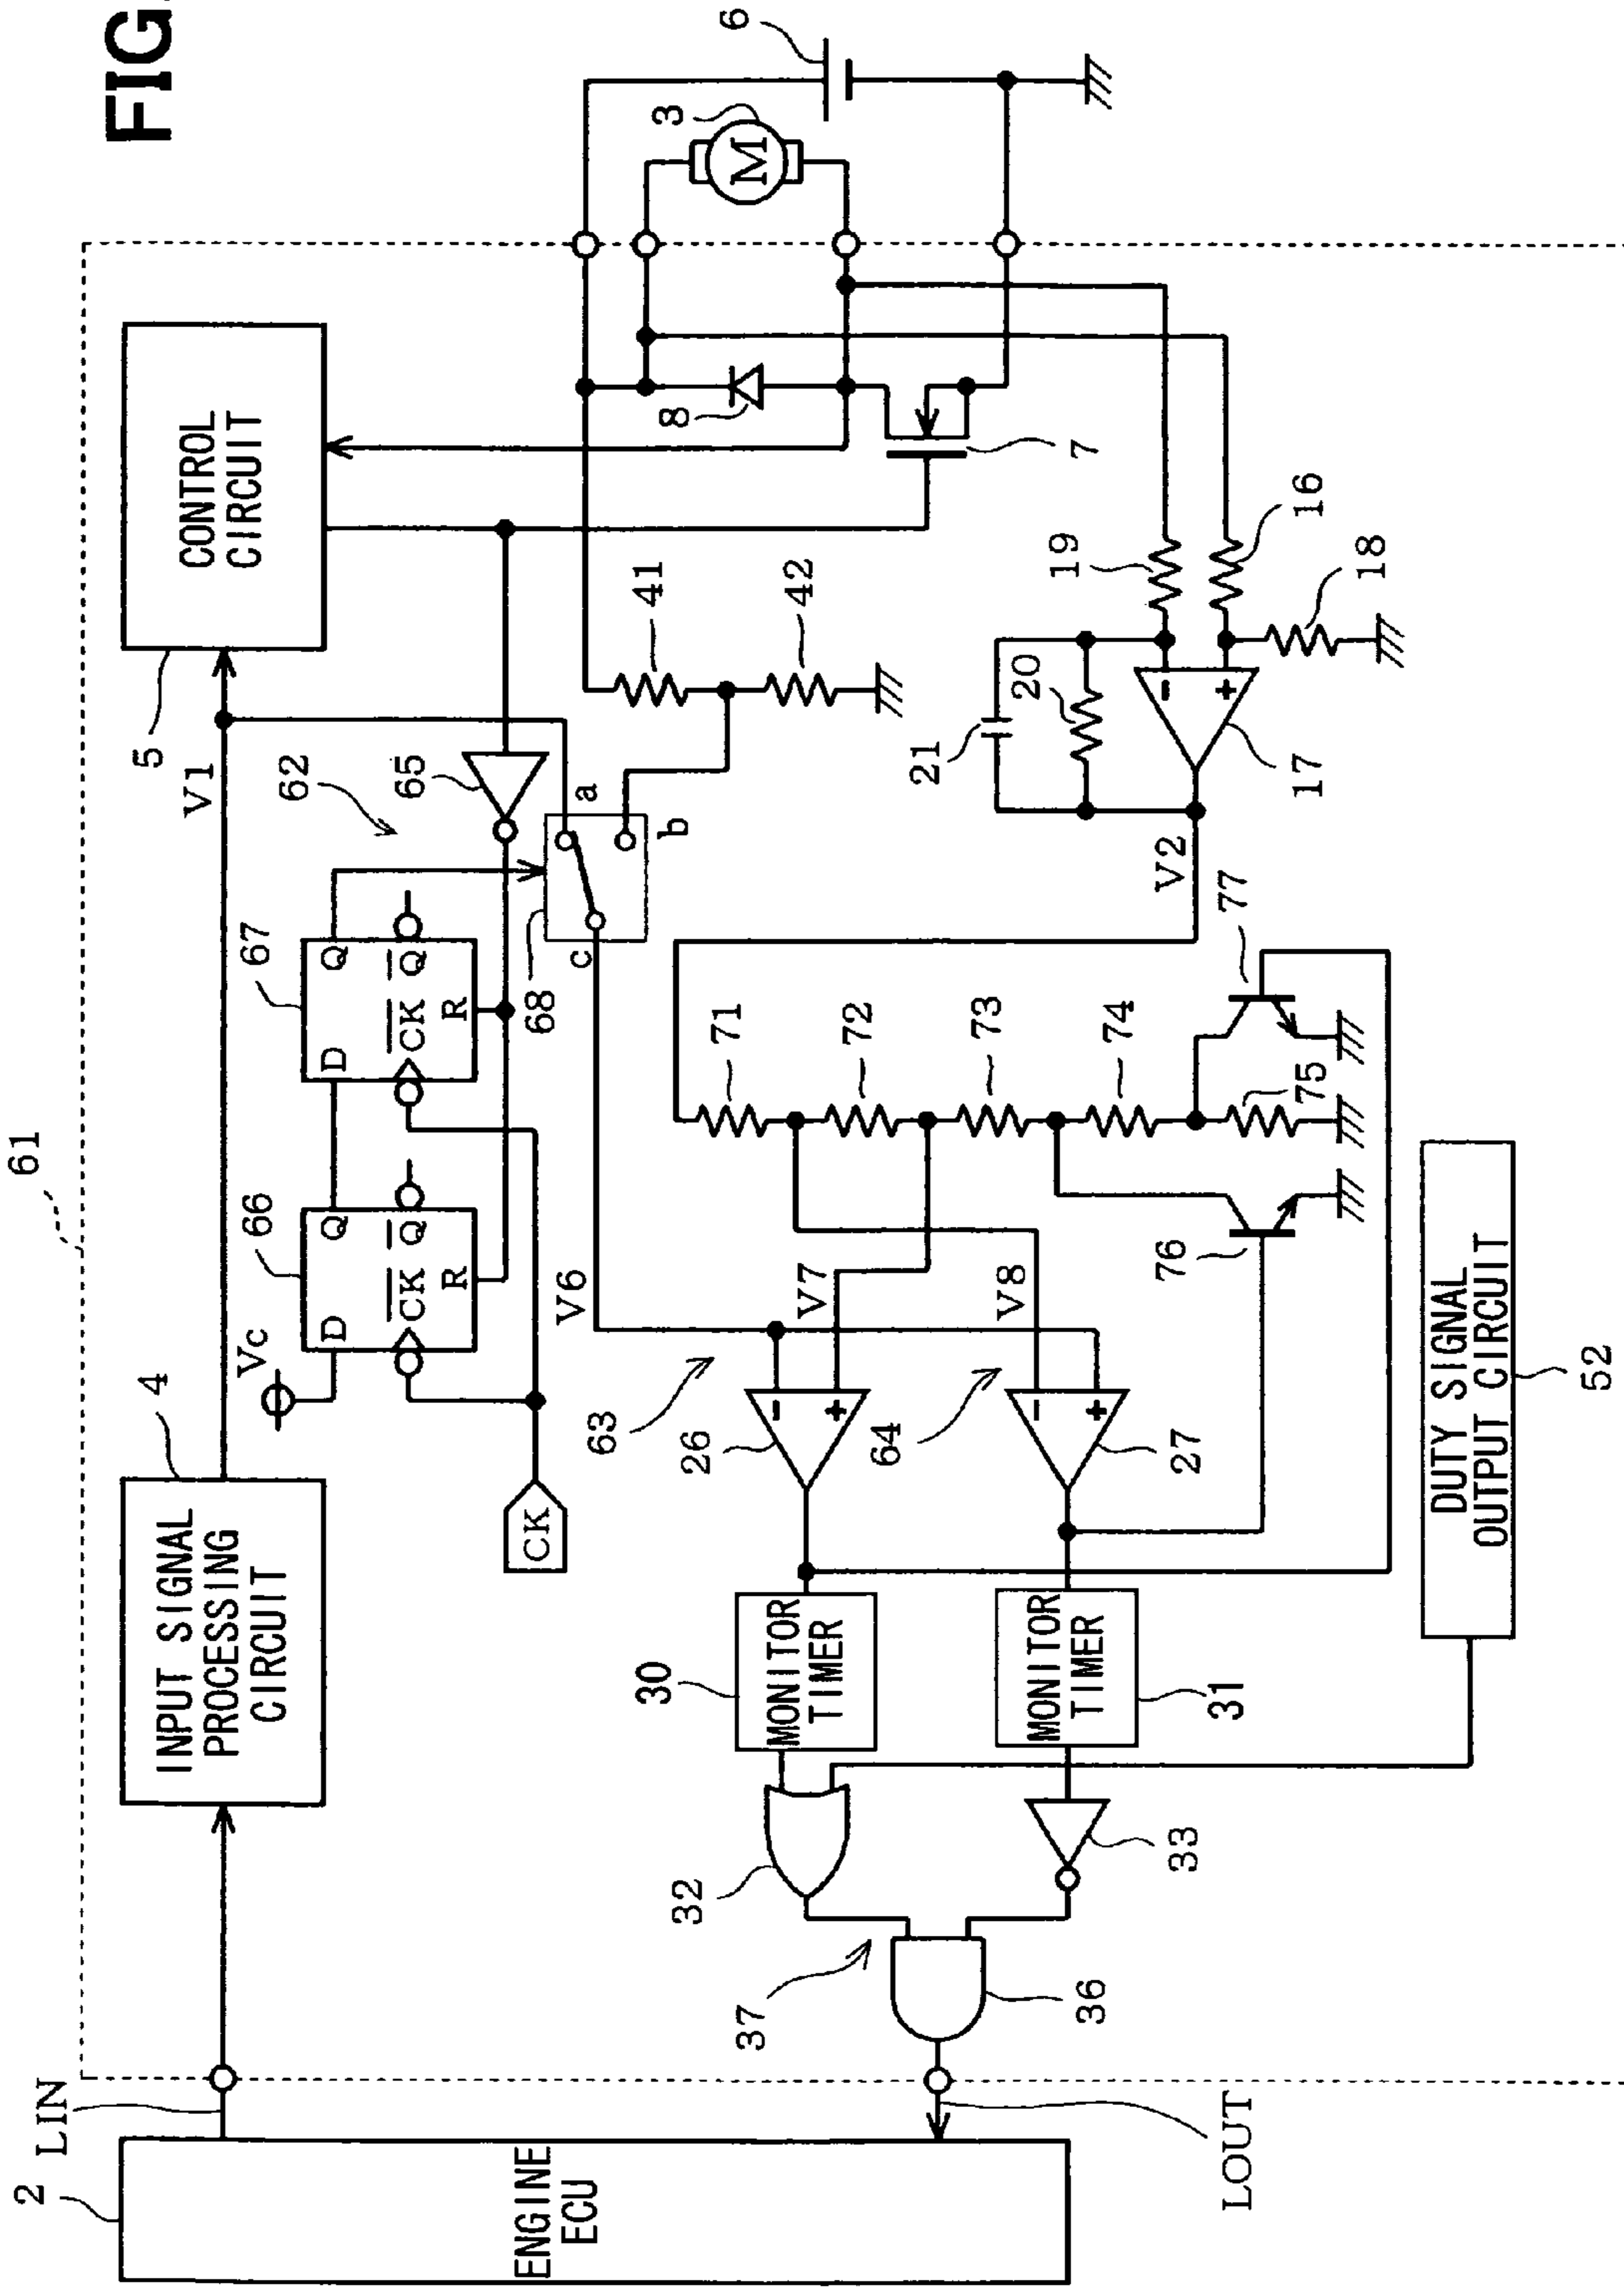 FIG.
61
2
LIN
ENGINE
ECU
LOUT
4
INPUT SIGNAL
PROCESSING
CIRCUIT
V1
5
CONTROL
CIRCUIT
Vc
66
D
Q
CK
Q
R
67
D
Q
CK
Q
R
CK
62
65
68
a
b
c
V6
41
42
8
7
3
M
6
19
16
18
20
21
17
V2
71
72
73
74
75
76
77
V7
V8
63
64
26
27
30
MONITOR
TIMER
31
MONITOR
TIMER
32
33
36
37
DUTY SIGNAL
OUTPUT CIRCUIT
52